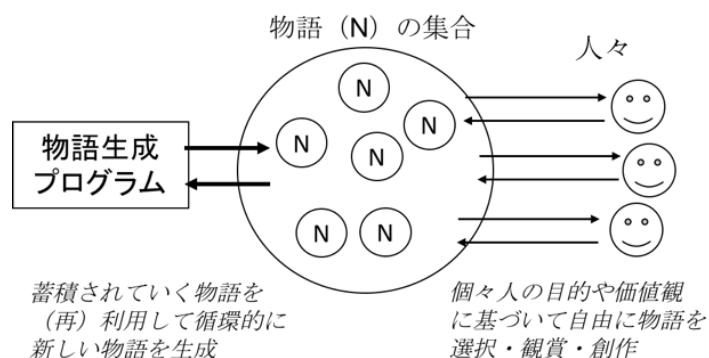 物語（N）の集合
人々
N
N
N
N
N
N
物語生成
プログラム
蓄積されていく物語を
（再）利用して循環的に
新しい物語を生成
個々人の目的や価値観
に基づいて自由に物語を
選択・観賞・創作